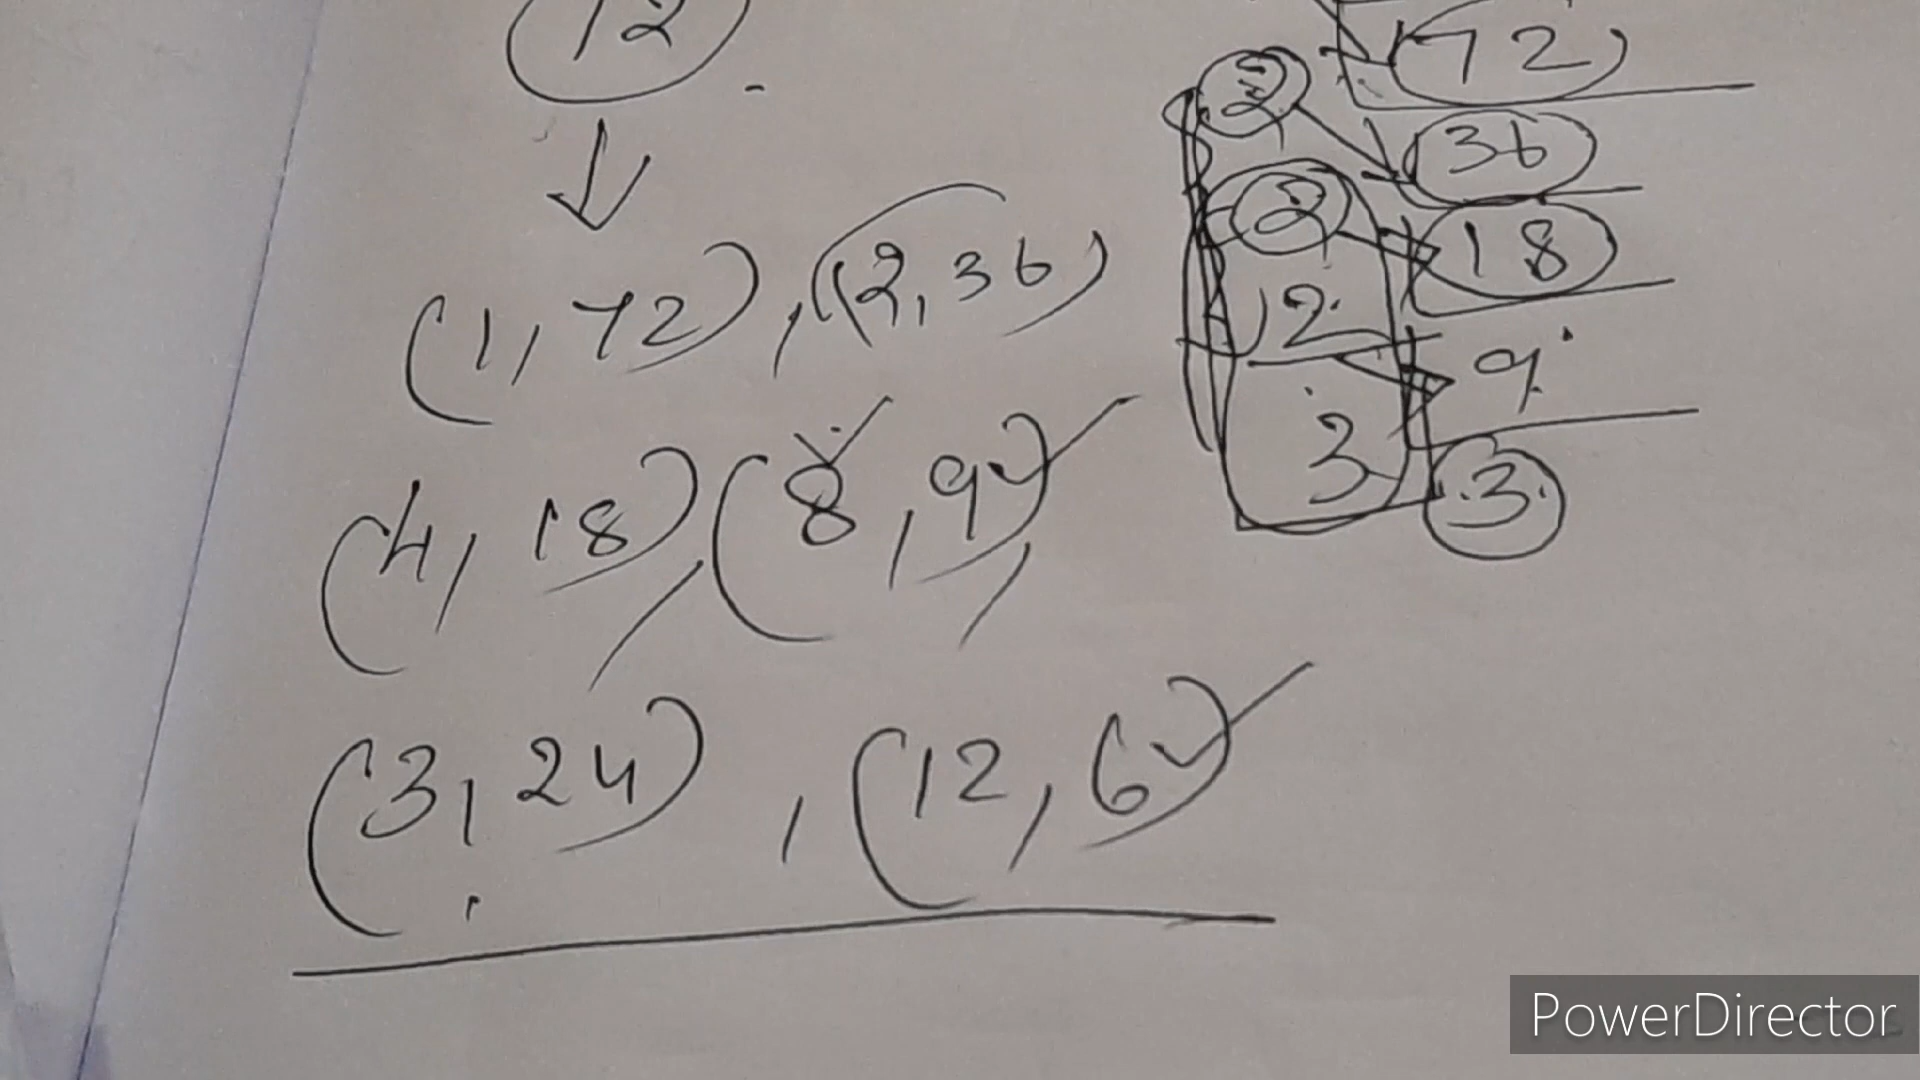 72
(1, 72), (2, 36)
(4, 18), (8, 9),
(3, 24), (12, 6)
72
2 36
2 18
2 9
3 3
PowerDirector